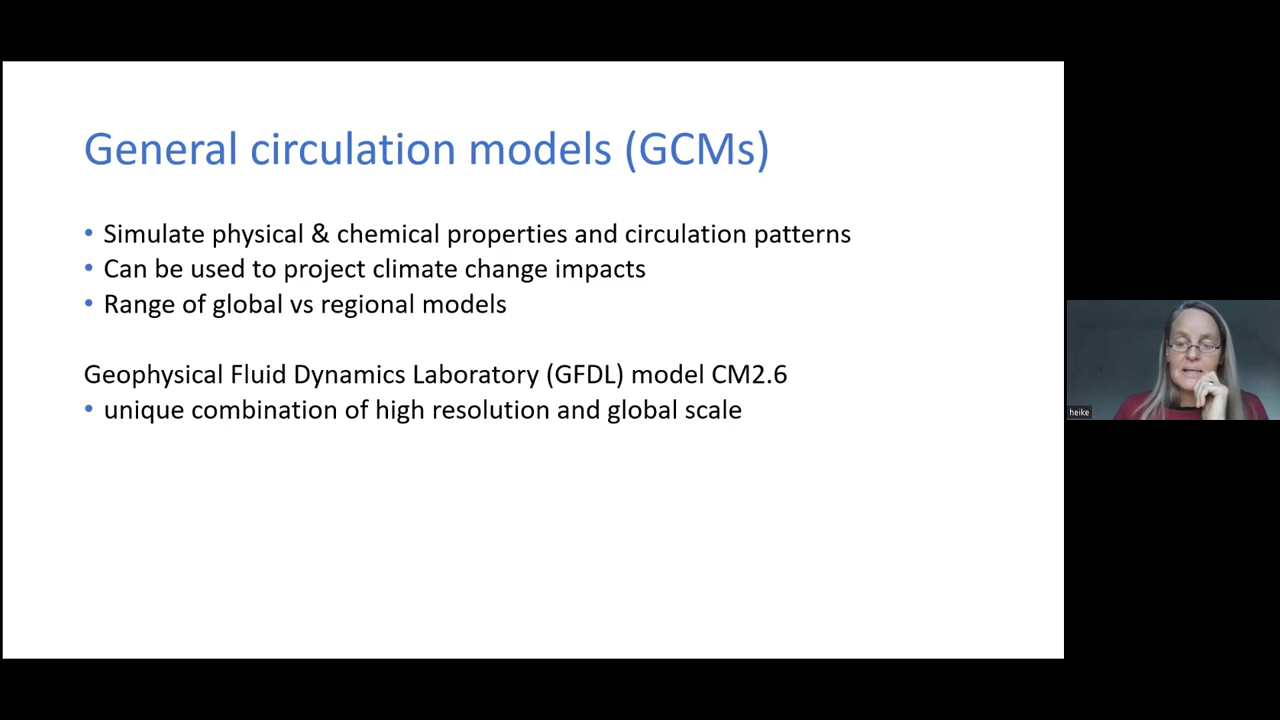 General circulation models (GCMs)
• Simulate physical & chemical properties and circulation patterns
• Can be used to project climate change impacts
• Range of global vs regional models
Geophysical Fluid Dynamics Laboratory (GFDL) model CM2.6
• unique combination of high resolution and global scale
heike